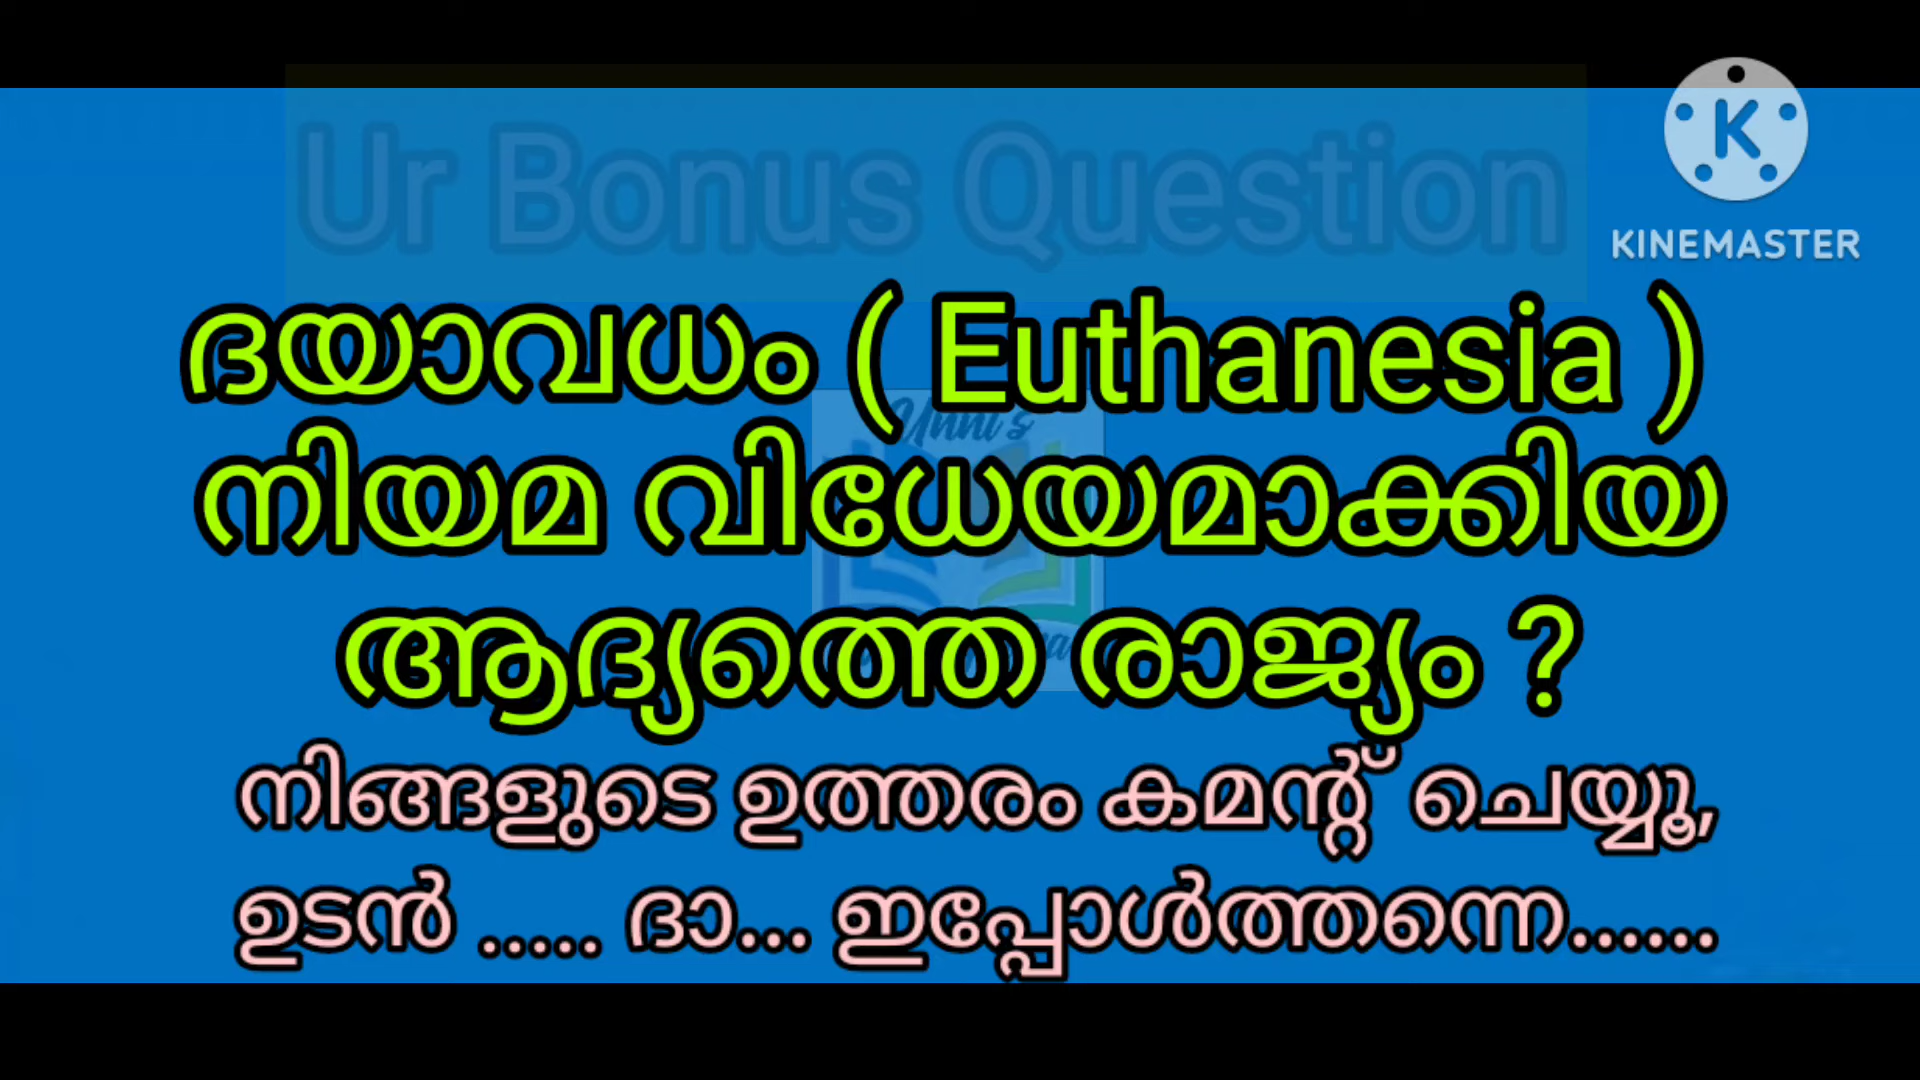 Ur Bonus Question
KINEMASTER
ദയാവധം ( Euthanesia )
Unni's
നിയമ വിധേയമാക്കിയ
ആദ്യത്തെ രാജ്യം ?
നിങ്ങളുടെ ഉത്തരം കമന്റ് ചെയ്യൂ,
ഉടൻ ..... ദാ... ഇപ്പോൾത്തന്നെ......